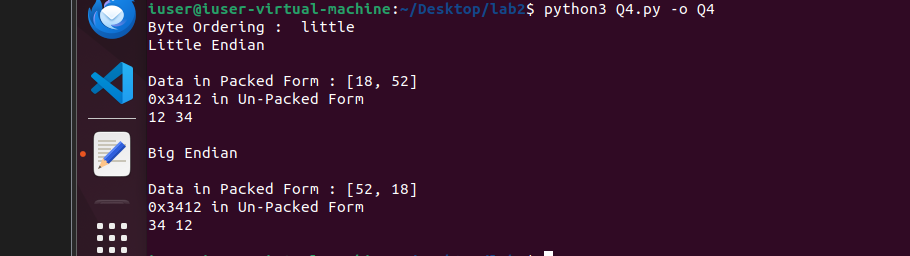 iuser@iuser-virtual-machine:~/Desktop/lab2$ python3 Q4.py -o Q4
Byte Ordering :  little
Little Endian
Data in Packed Form : [18, 52]
0x3412 in Un-Packed Form
12 34
Big Endian
Data in Packed Form : [52, 18]
0x3412 in Un-Packed Form
34 12